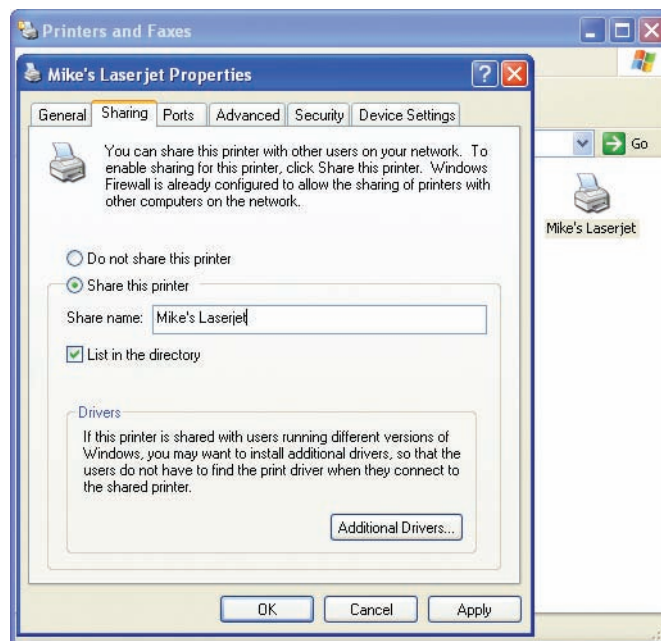 Printers and Faxes
Mike's Laserjet Properties
General Sharing Ports Advanced Security Device Settings
You can share this printer with other users on your network. To
enable sharing for this printer, click Share this printer. Windows
Firewall is already configured to allow the sharing of printers with
other computers on the network.
Go
Mike's Laserjet
Do not share this printer
Share this printer
Share name: Mike's Laserjet
List in the directory
Drivers
If this printer is shared with users running different versions of
Windows, you may want to install additional drivers, so that the
users do not have to find the print driver when they connect to
the shared printer.
Additional Drivers...
OK Cancel Apply